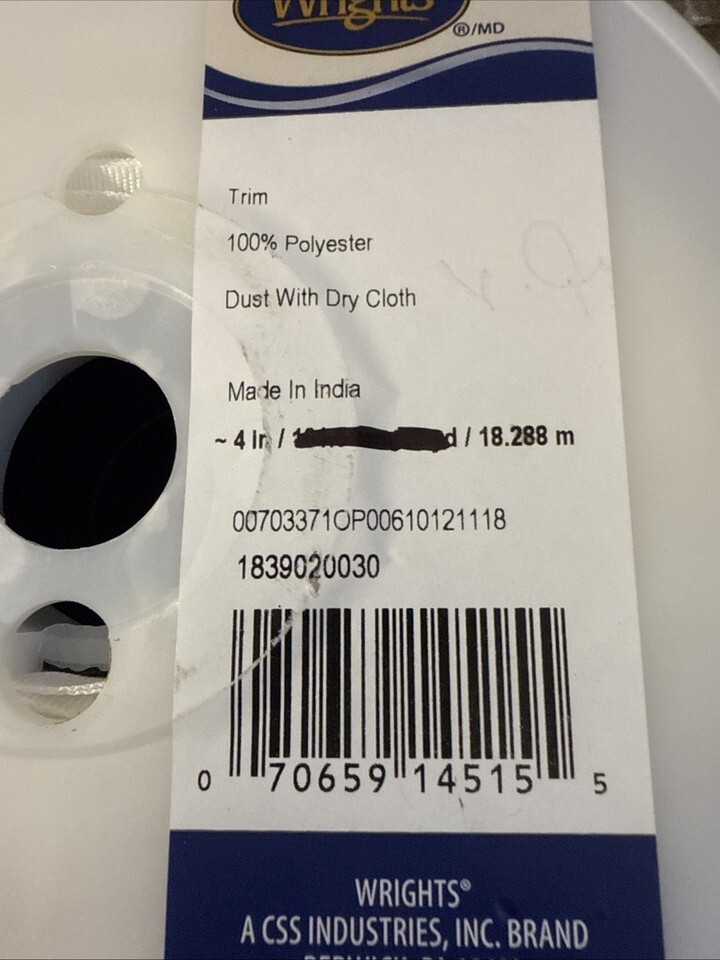 Wrights
®/MD
Trim
100% Polyester
Dust With Dry Cloth
Made In India
~ 4 In / / 18.288 m
00703371OP00610121118
1839020030
0 70659 14515 5
WRIGHTS®
A CSS INDUSTRIES, INC. BRAND